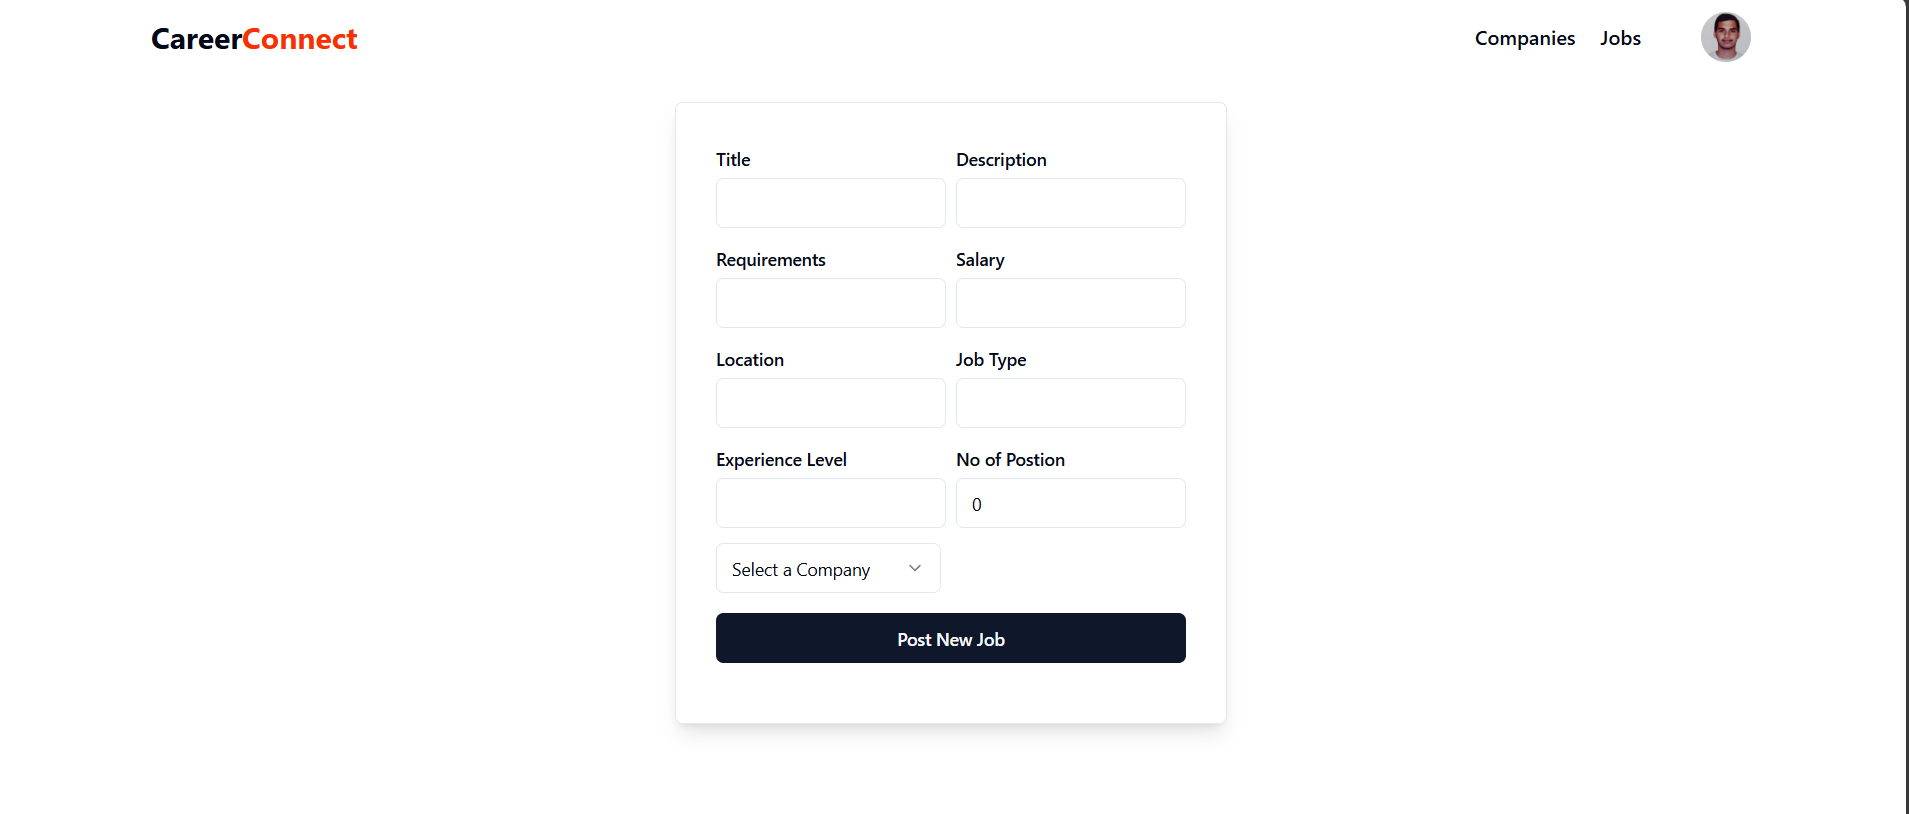 CareerConnect
Companies Jobs
Title Description
Requirements Salary
Location Job Type
Experience Level No of Postion
0
Select a Company
Post New Job